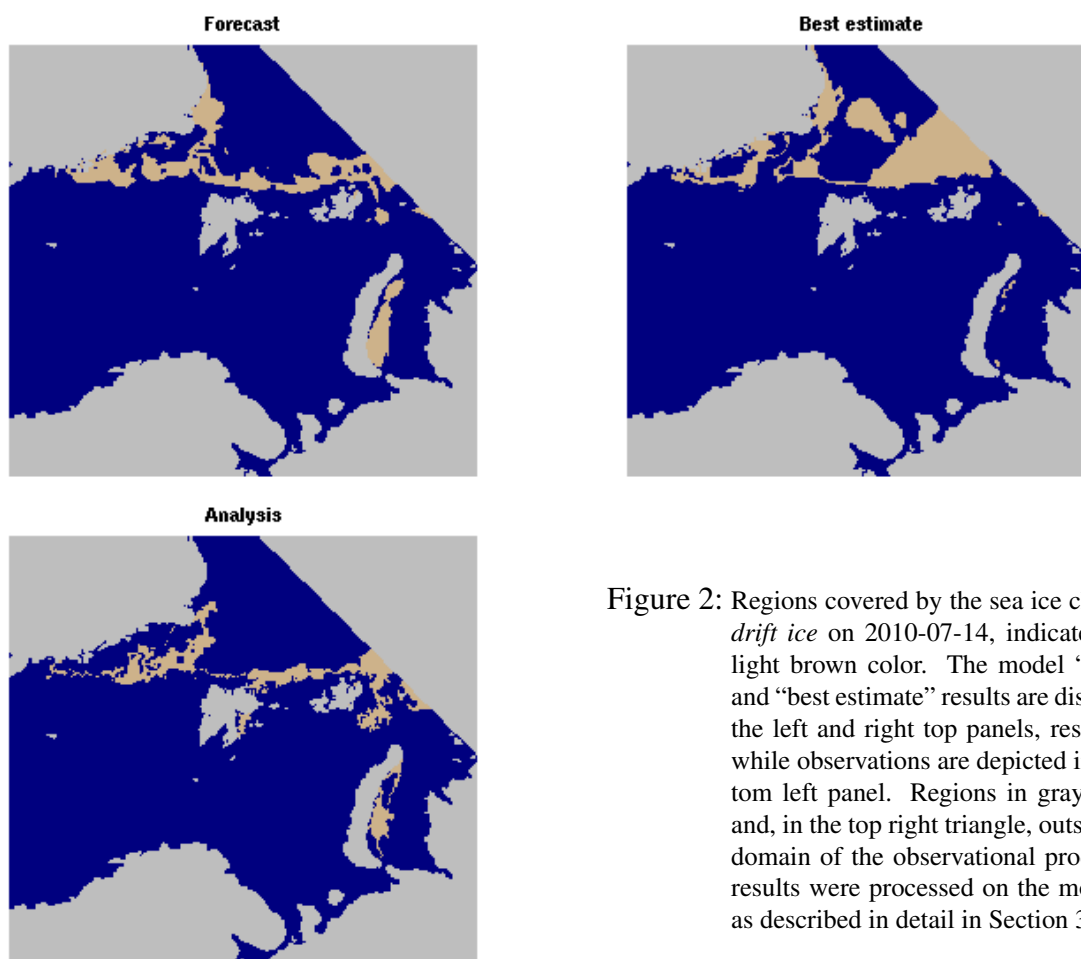 Forecast
Best estimate
Analysis
Figure 2: Regions covered by the sea ice c
drift ice on 2010-07-14, indicate
light brown color. The model “
and “best estimate” results are dis
the left and right top panels, res
while observations are depicted i
tom left panel. Regions in gray
and, in the top right triangle, outs
domain of the observational pro
results were processed on the mo
as described in detail in Section 3